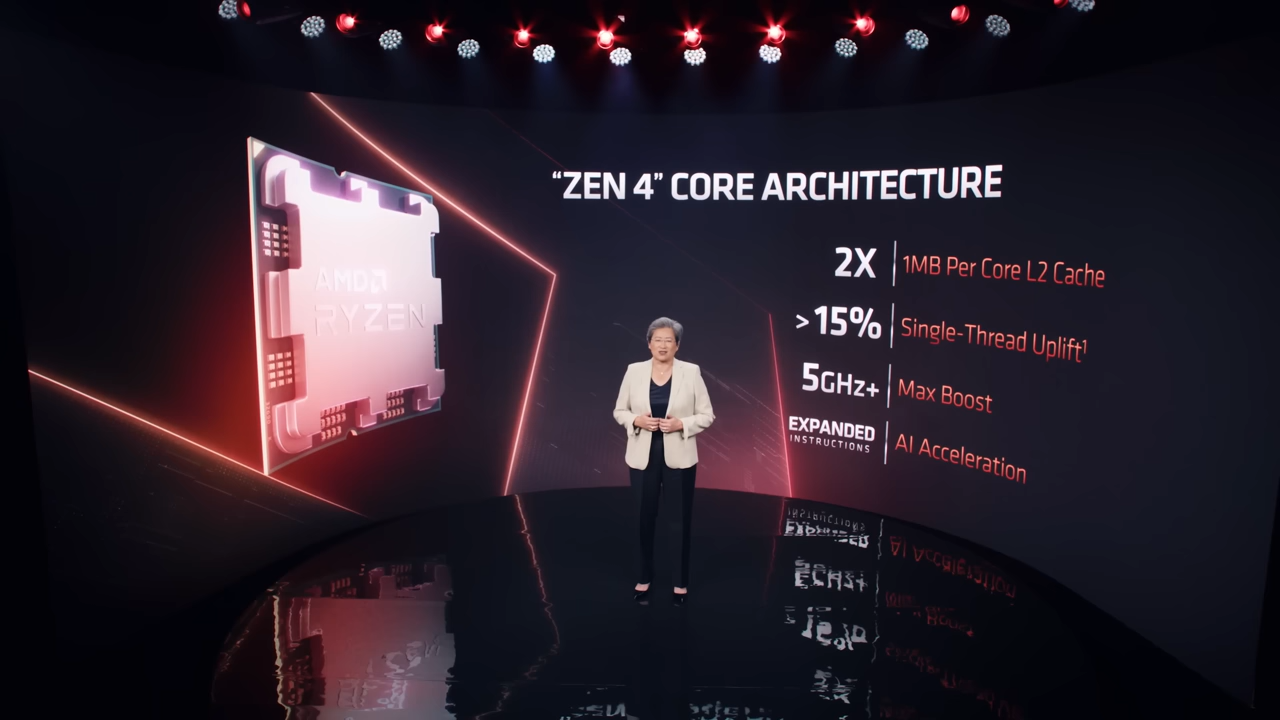 "ZEN 4" CORE ARCHITECTURE
AMD
RYZEN
2X 1MB Per Core L2 Cache
>15% Single-Thread Uplift¹
5GHz+ Max Boost
EXPANDED
INSTRUCTIONS
AI Acceleration